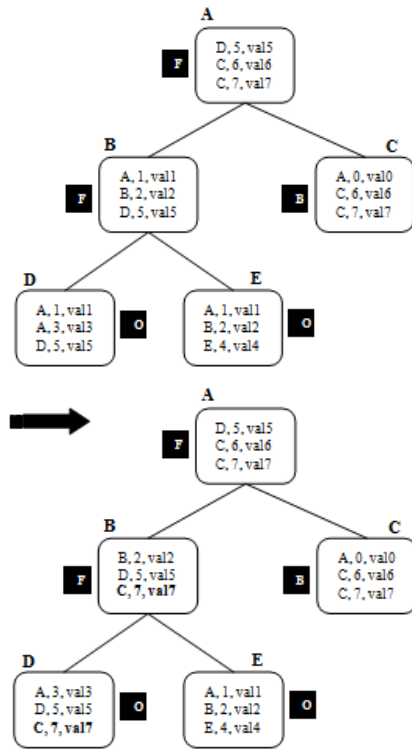 A
F
D, 5, val5
C, 6, val6
C, 7, val7
B
C
F
A, 1, val1
B, 2, val2
D, 5, val5
B
A, 0, val0
C, 6, val6
C, 7, val7
D
E
A, 1, val1
A, 3, val3
D, 5, val5
O
A, 1, val1
B, 2, val2
E, 4, val4
O
A
F
D, 5, val5
C, 6, val6
C, 7, val7
B
C
F
B, 2, val2
D, 5, val5
C, 7, val7
B
A, 0, val0
C, 6, val6
C, 7, val7
D
E
A, 3, val3
D, 5, val5
C, 7, val7
O
A, 1, val1
B, 2, val2
E, 4, val4
O